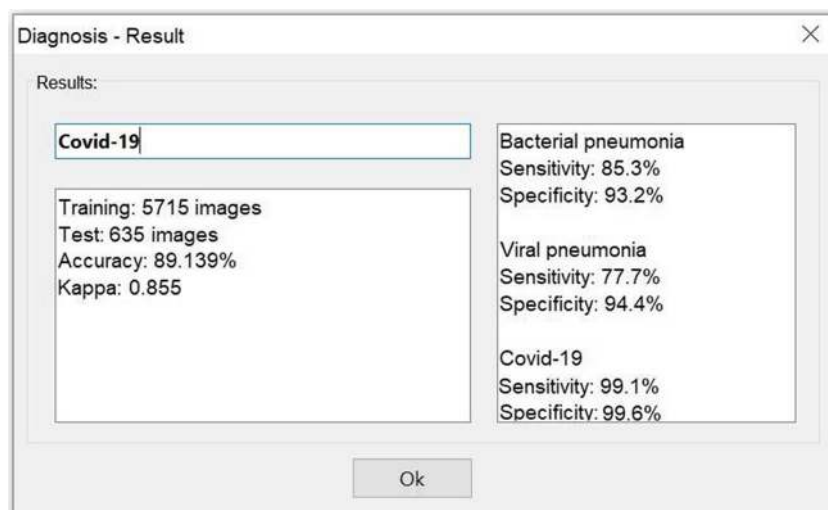 Diagnosis - Result
Results:
Covid-19
Training: 5715 images
Test: 635 images
Accuracy: 89.139%
Kappa: 0.855
Bacterial pneumonia
Sensitivity: 85.3%
Specificity: 93.2%
Viral pneumonia
Sensitivity: 77.7%
Specificity: 94.4%
Covid-19
Sensitivity: 99.1%
Specificity: 99.6%
Ok